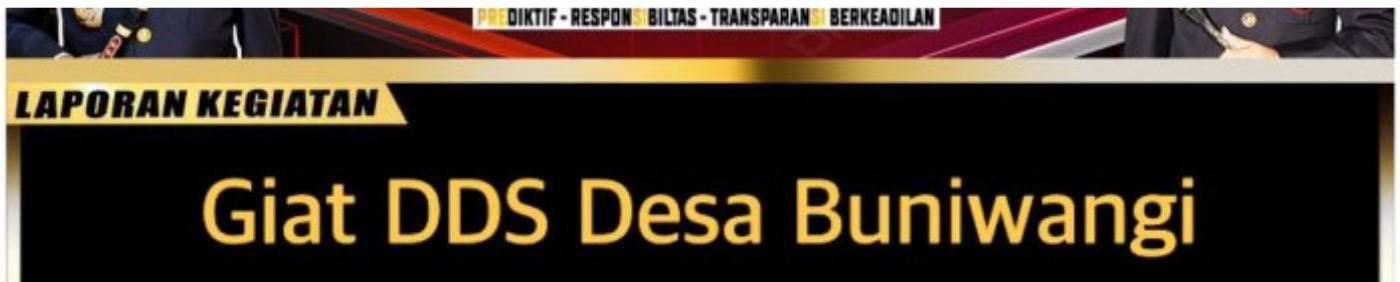 PREDIKTIF - RESPONSIBILTAS - TRANSPARANSI BERKEADILAN
LAPORAN KEGIATAN
Giat DDS Desa Buniwangi